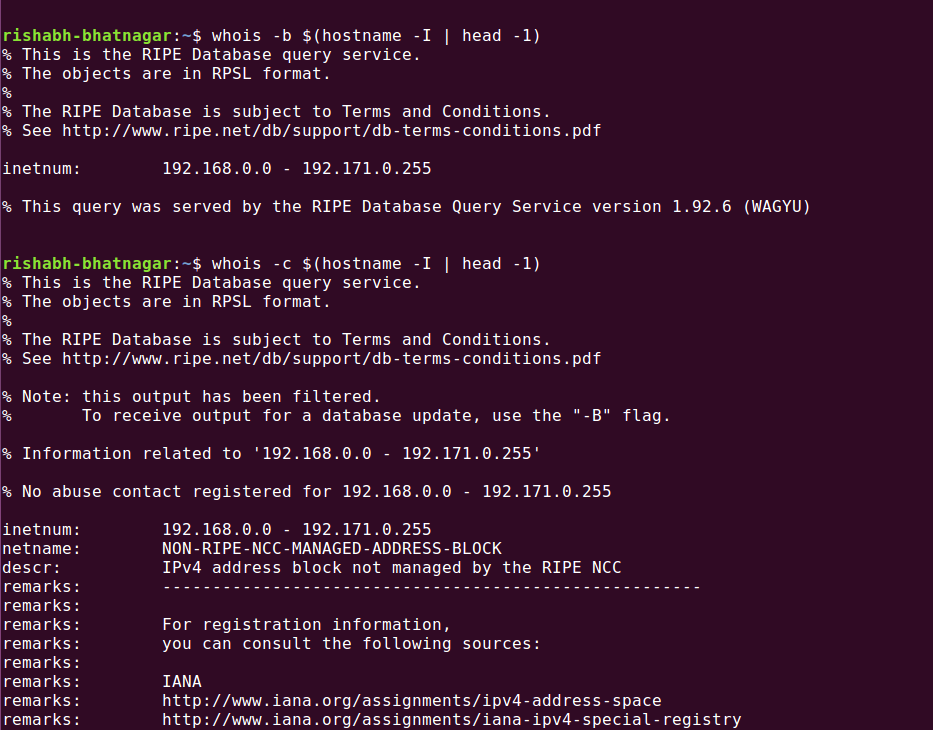 rishabh-bhatnagar:~$ whois -b $(hostname -I | head -1)
% This is the RIPE Database query service.
% The objects are in RPSL format.
%
% The RIPE Database is subject to Terms and Conditions.
% See http://www.ripe.net/db/support/db-terms-conditions.pdf
inetnum:        192.168.0.0 - 192.171.0.255
% This query was served by the RIPE Database Query Service version 1.92.6 (WAGYU)
rishabh-bhatnagar:~$ whois -c $(hostname -I | head -1)
% This is the RIPE Database query service.
% The objects are in RPSL format.
%
% The RIPE Database is subject to Terms and Conditions.
% See http://www.ripe.net/db/support/db-terms-conditions.pdf
% Note: this output has been filtered.
%       To receive output for a database update, use the "-B" flag.
% Information related to '192.168.0.0 - 192.171.0.255'
% No abuse contact registered for 192.168.0.0 - 192.171.0.255
inetnum:        192.168.0.0 - 192.171.0.255
netname:        NON-RIPE-NCC-MANAGED-ADDRESS-BLOCK
descr:          IPv4 address block not managed by the RIPE NCC
remarks:        ------------------------------------------------------
remarks:
remarks:        For registration information,
remarks:        you can consult the following sources:
remarks:
remarks:        IANA
remarks:        http://www.iana.org/assignments/ipv4-address-space
remarks:        http://www.iana.org/assignments/iana-ipv4-special-registry